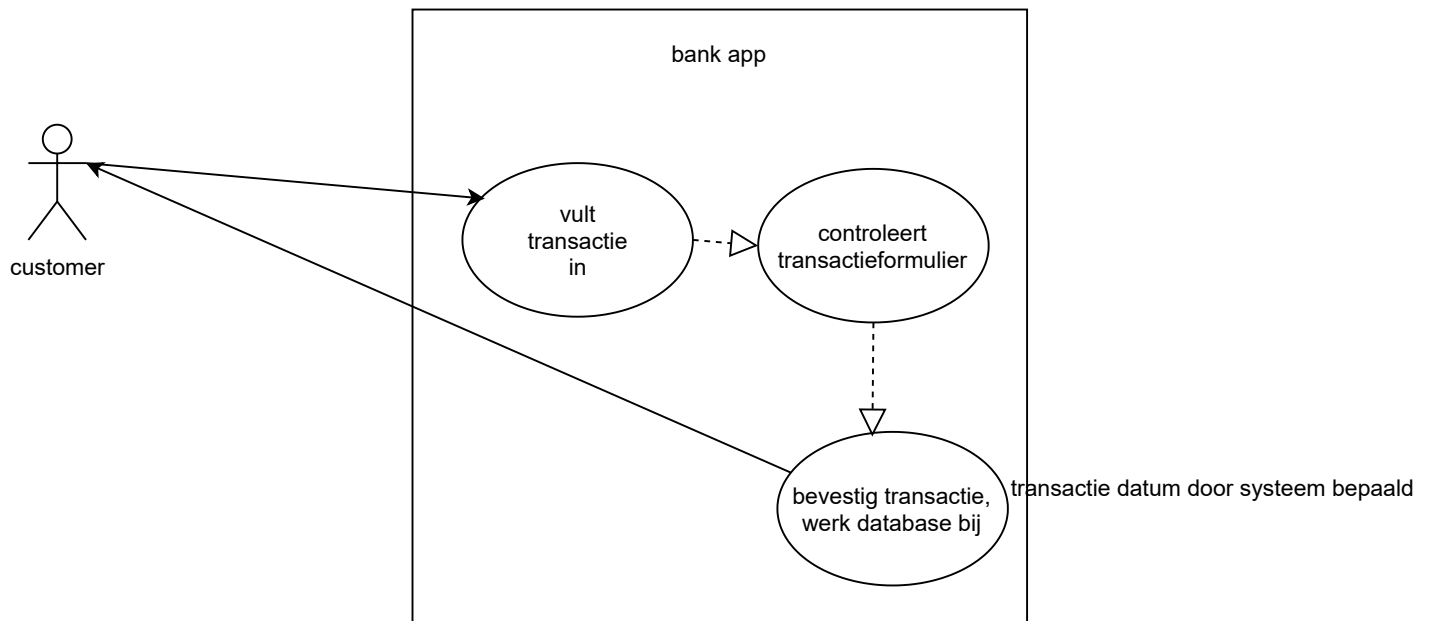 bank app
customer
vult
transactie
in
controleert
transactieformulier
bevestig transactie,
werk database bij
transactie datum door systeem bepaald